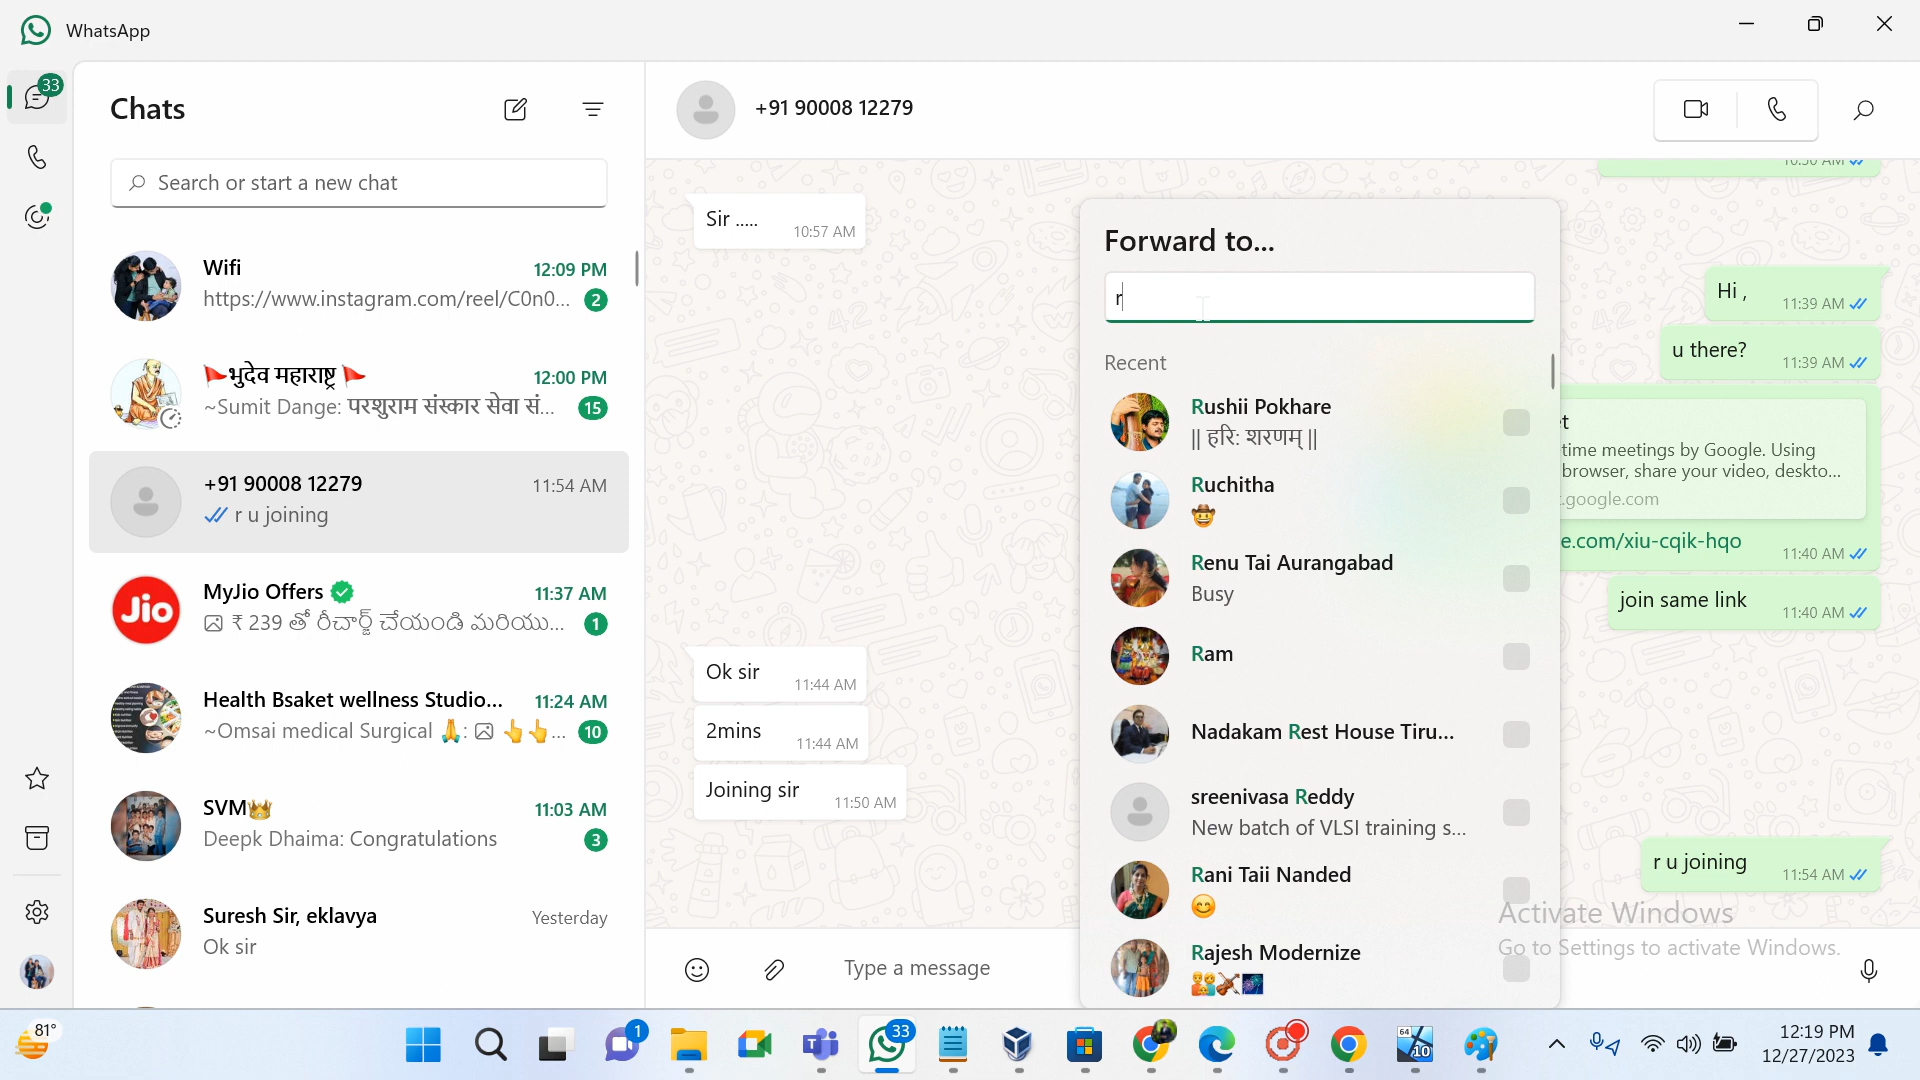 WhatsApp
33
Chats
Search or start a new chat
Wifi 12:09 PM
https://www.instagram.com/reel/C0n0... 2
🚩भुदेव महाराष्ट्र 🚩 12:00 PM
~Sumit Dange: परशुराम संस्कार सेवा सं... 15
+91 90008 12279 11:54 AM
r u joining
MyJio Offers 11:37 AM
₹ 239 తో రీచార్జ్ చేయండి మరియు... 1
Health Bsaket wellness Studio... 11:24 AM
~Omsai medical Surgical 🙏: 👆👆... 10
SVM👑 11:03 AM
Deepk Dhaima: Congratulations 3
Suresh Sir, eklavya Yesterday
Ok sir
+91 90008 12279
10:50 AM
Sir ..... 10:57 AM
Hi , 11:39 AM
u there? 11:39 AM
t
time meetings by Google. Using
browser, share your video, deskto...
.google.com
e.com/xiu-cqik-hqo 11:40 AM
join same link 11:40 AM
Ok sir 11:44 AM
2mins 11:44 AM
Joining sir 11:50 AM
r u joining 11:54 AM
Type a message
Forward to...
r
Recent
Rushii Pokhare
|| हरि: शरणम् ||
Ruchitha
🤠
Renu Tai Aurangabad
Busy
Ram
Nadakam Rest House Tiru...
sreenivasa Reddy
New batch of VLSI training s...
Rani Taii Nanded
😊
Rajesh Modernize
👫🎻🎆
Activate Windows
Go to Settings to activate Windows.
81°
1
33
64
10
12:19 PM
12/27/2023